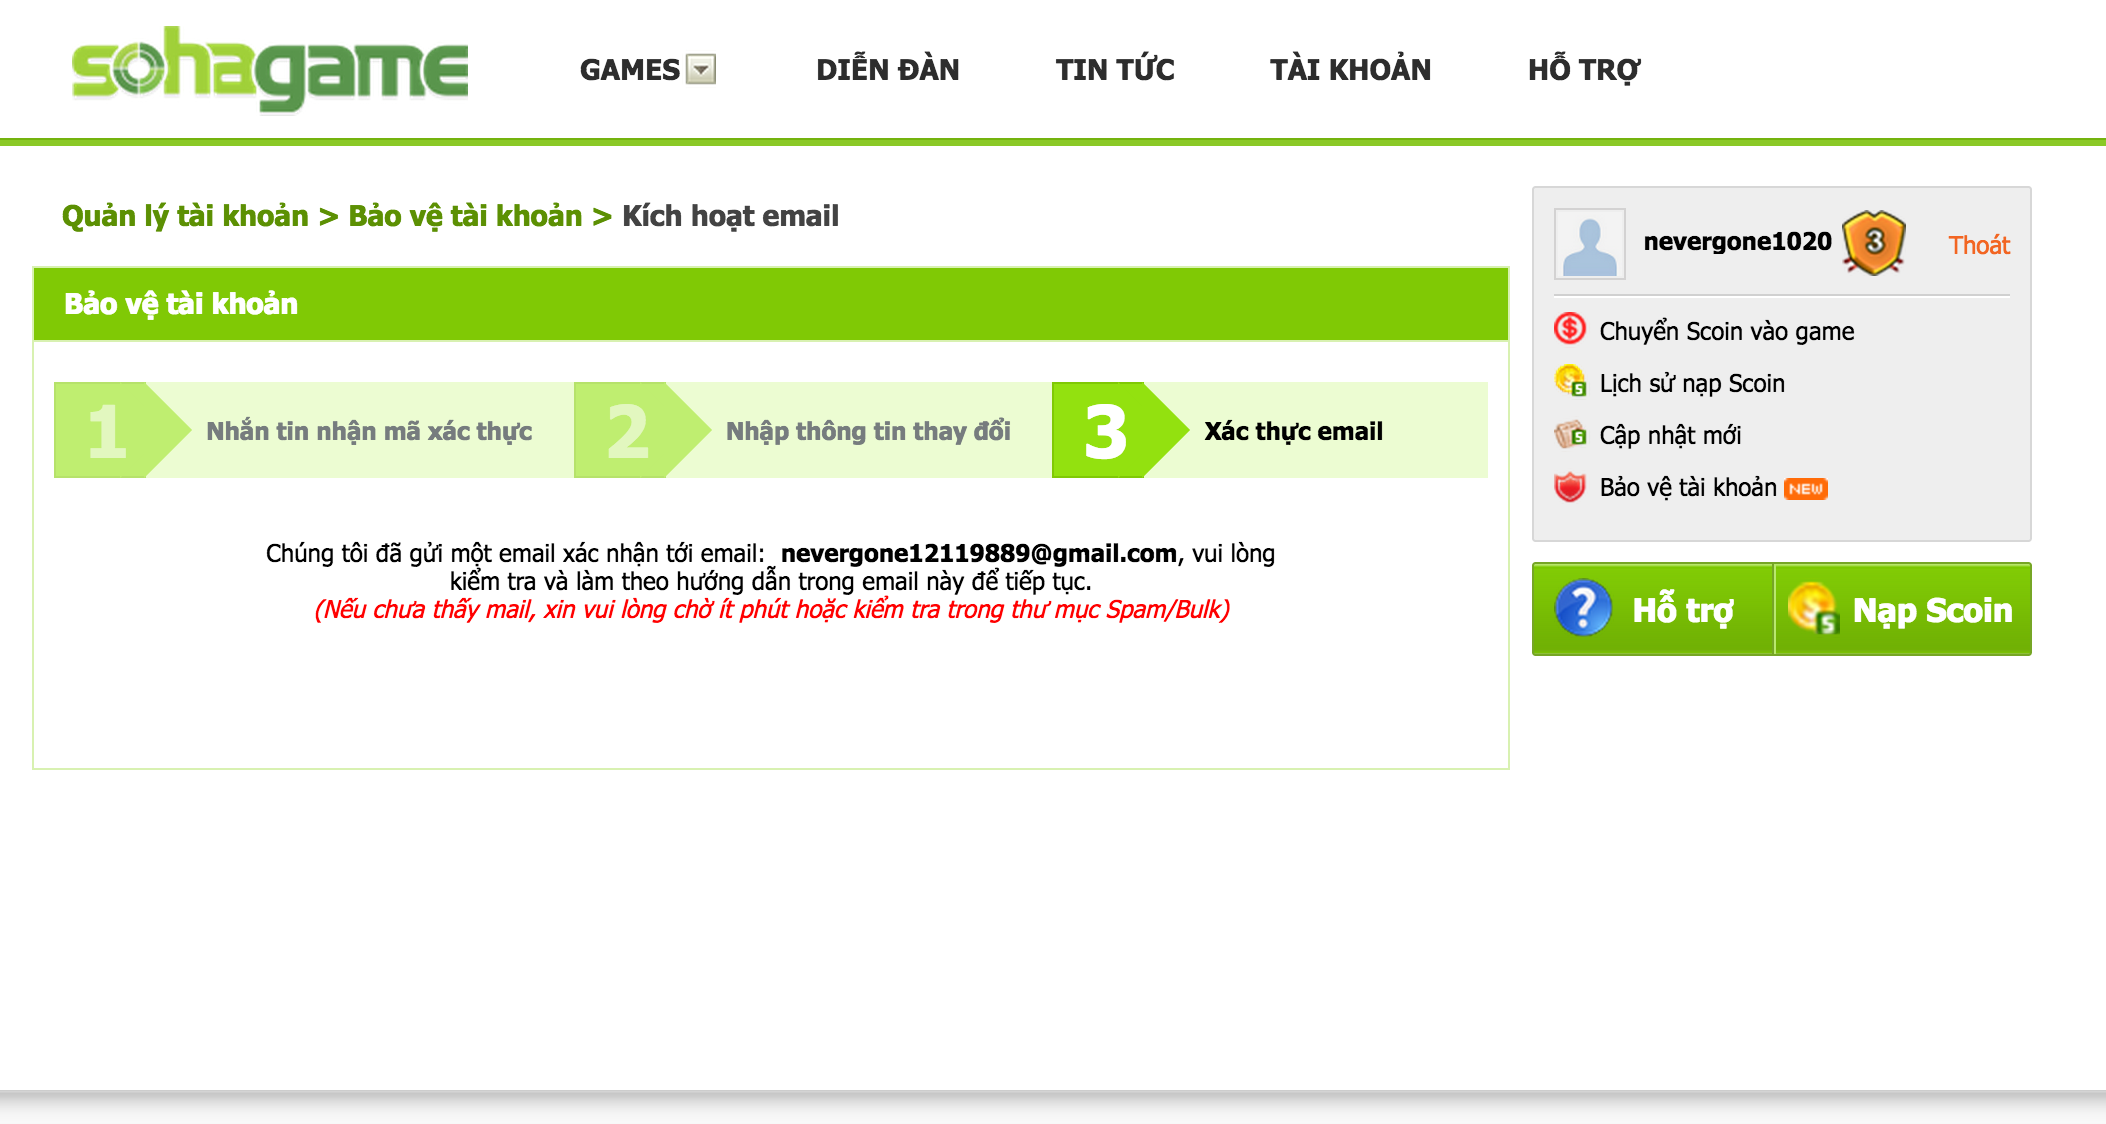 sohagame
GAMES
DIỄN ĐÀN
TIN TỨC
TÀI KHOẢN
HỖ TRỢ
Quản lý tài khoản > Bảo vệ tài khoản > Kích hoạt email
Bảo vệ tài khoản
1 Nhắn tin nhận mã xác thực
2 Nhập thông tin thay đổi
3 Xác thực email
Chúng tôi đã gửi một email xác nhận tới email: nevergone12119889@gmail.com, vui lòng
kiểm tra và làm theo hướng dẫn trong email này để tiếp tục.
(Nếu chưa thấy mail, xin vui lòng chờ ít phút hoặc kiểm tra trong thư mục Spam/Bulk)
nevergone1020 3 Thoát
$ Chuyển Scoin vào game
S Lịch sử nạp Scoin
S Cập nhật mới
Bảo vệ tài khoản NEW
? Hỗ trợ
S Nạp Scoin